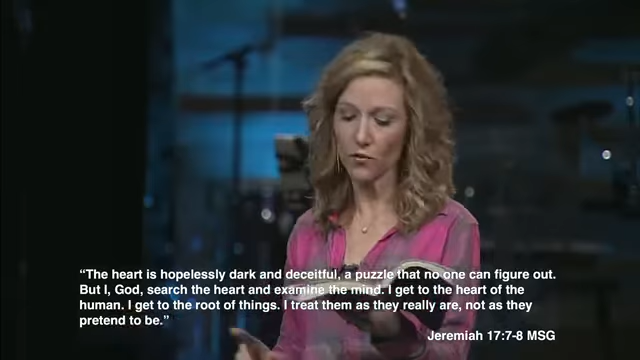 “The heart is hopelessly dark and deceitful, a puzzle that no one can figure out.
But I, God, search the heart and examine the mind. I get to the heart of the
human. I get to the root of things. I treat them as they really are, not as they
pretend to be.”
Jeremiah 17:7-8 MSG